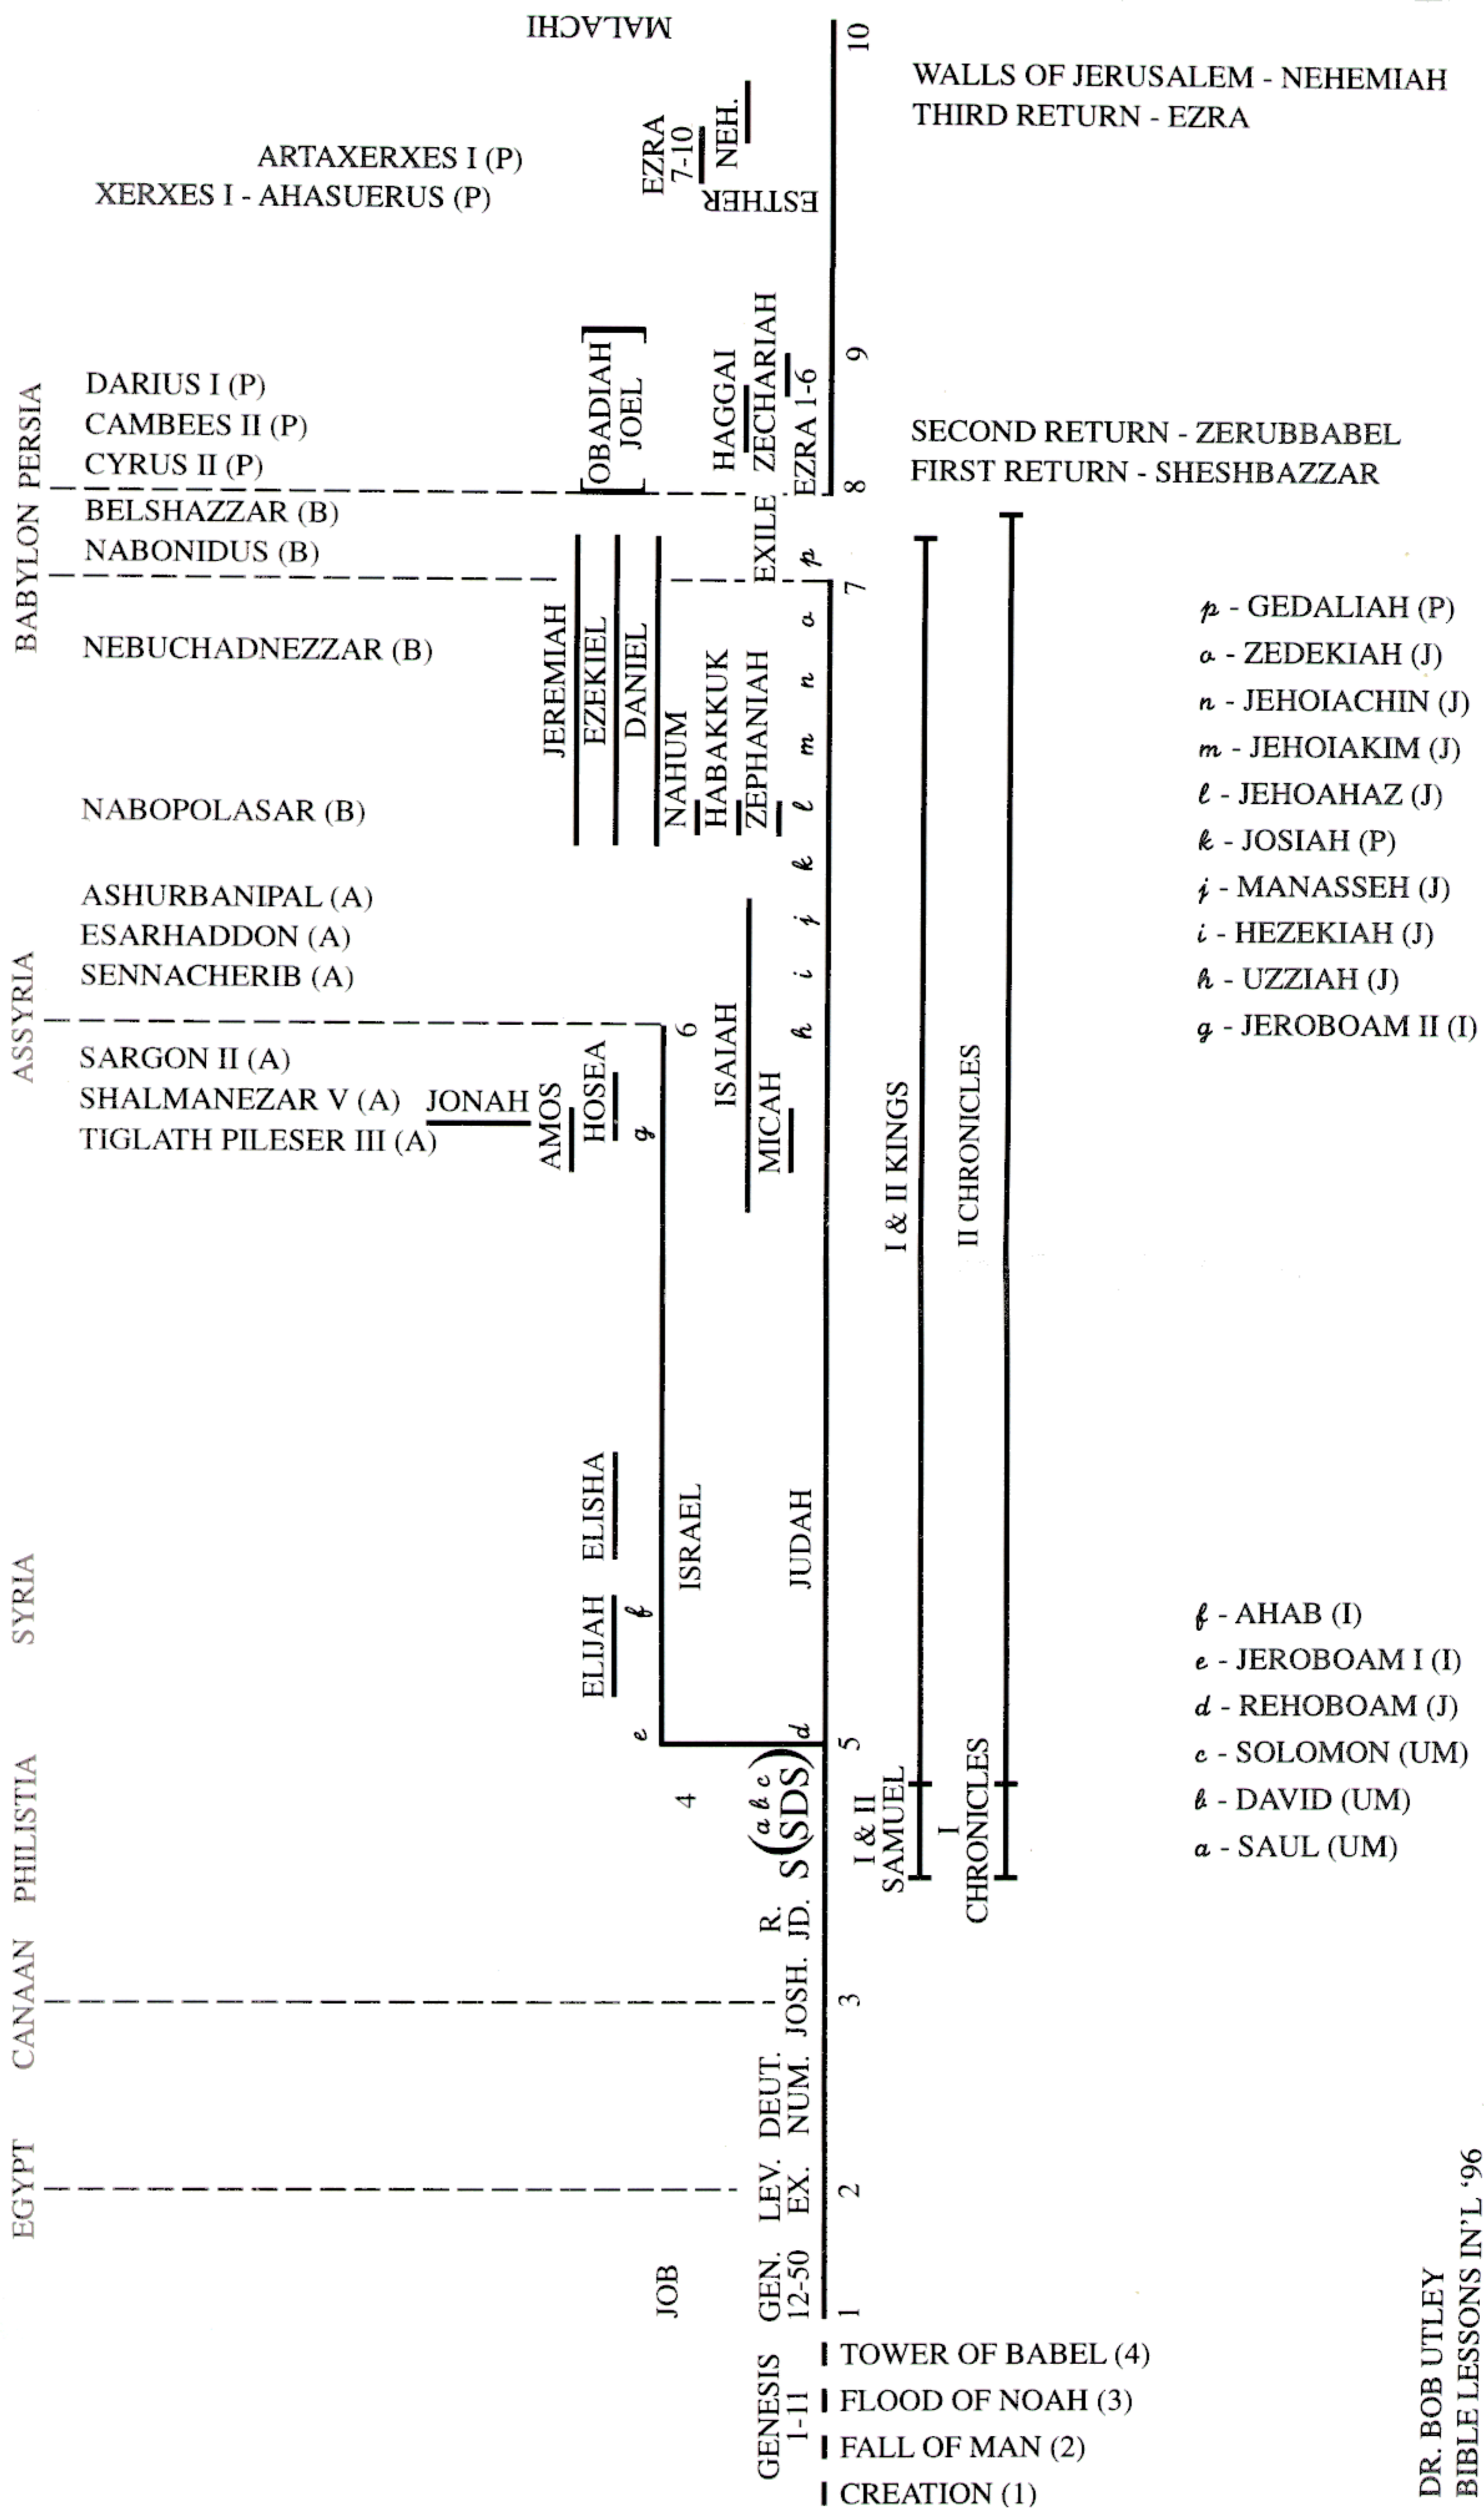 MALACHI
10
WALLS OF JERUSALEM - NEHEMIAH
THIRD RETURN - EZRA
ARTAXERXES I (P)
XERXES I - AHASUERUS (P)
EZRA
7-10
NEH.
ESTHER
BABYLON PERSIA
DARIUS I (P)
CAMBEES II (P)
CYRUS II (P)
BELSHAZZAR (B)
NABONIDUS (B)
NEBUCHADNEZZAR (B)
NABOPOLASAR (B)
[OBADIAH]
JOEL
HAGGAI
ZECHARIAH
EZRA 1-6
9
SECOND RETURN - ZERUBBABEL
FIRST RETURN - SHESHBAZZAR
8
EXILE
p
7
JEREMIAH
EZEKIEL
DANIEL
NAHUM
HABAKKUK
ZEPHANIAH
h i j k l m n o
p - GEDALIAH (P)
o - ZEDEKIAH (J)
n - JEHOIACHIN (J)
m - JEHOIAKIM (J)
l - JEHOAHAZ (J)
k - JOSIAH (P)
j - MANASSEH (J)
i - HEZEKIAH (J)
h - UZZIAH (J)
g - JEROBOAM II (I)
ASSYRIA
ASHURBANIPAL (A)
ESARHADDON (A)
SENNACHERIB (A)
SARGON II (A)
SHALMANEZAR V (A)
TIGLATH PILESER III (A)
JONAH
AMOS
HOSEA
g
6
ISAIAH
MICAH
I & II KINGS
II CHRONICLES
SYRIA
ELIJAH ELISHA
f
ISRAEL
JUDAH
e
d
5
4
f - AHAB (I)
e - JEROBOAM I (I)
d - REHOBOAM (J)
c - SOLOMON (UM)
b - DAVID (UM)
a - SAUL (UM)
PHILISTIA
a b c
S (SDS)
I & II
SAMUEL
I
CHRONICLES
CANAAN
R.
JD.
JOSH.
3
EGYPT
LEV. DEUT.
EX. NUM.
2
JOB
GEN.
12-50
1
GENESIS
1-11
TOWER OF BABEL (4)
FLOOD OF NOAH (3)
FALL OF MAN (2)
CREATION (1)
DR. BOB UTLEY
BIBLE LESSONS IN'L '96